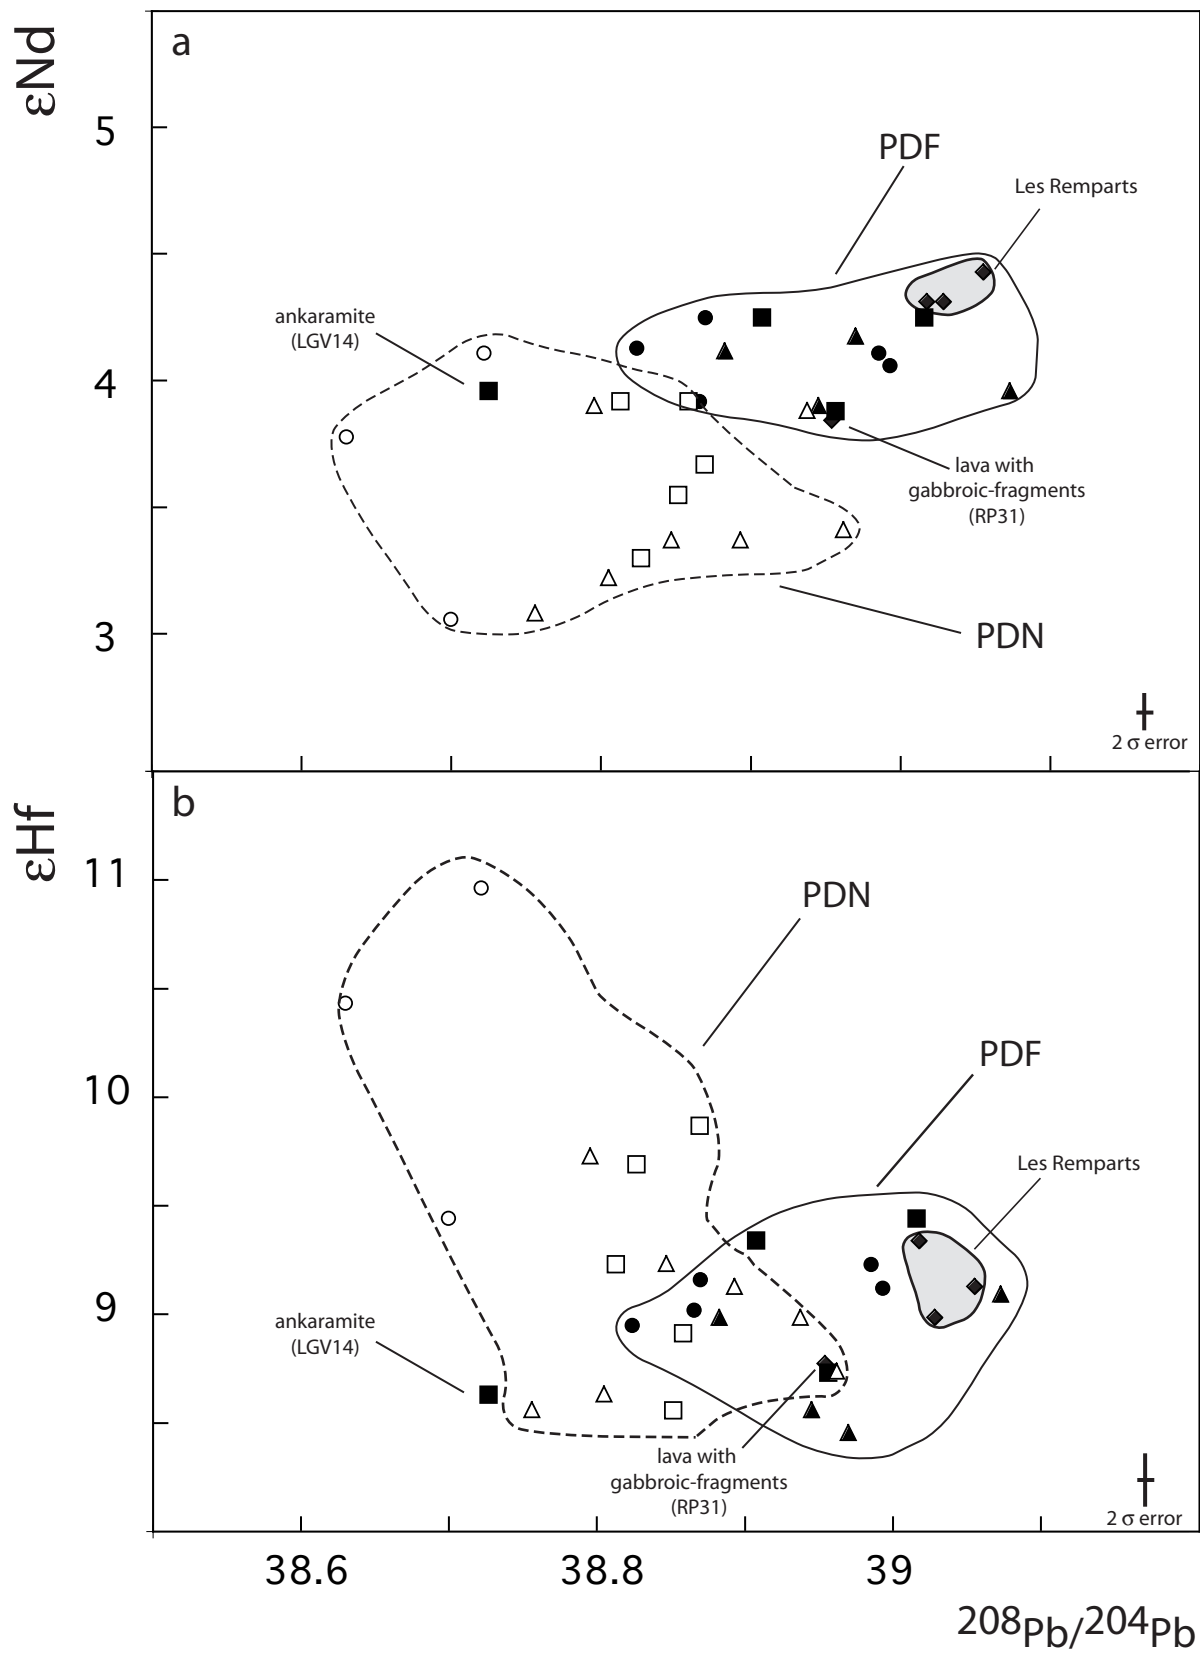 εNd
a
5
PDF
Les Remparts
ankaramite
(LGV14)
4
lava with
gabbroic-fragments
(RP31)
3
PDN
2 σ error
εHf
b
11
PDN
PDF
10
Les Remparts
9
ankaramite
(LGV14)
lava with
gabbroic-fragments
(RP31)
2 σ error
38.6 38.8 39
²⁰⁸Pb/²⁰⁴Pb